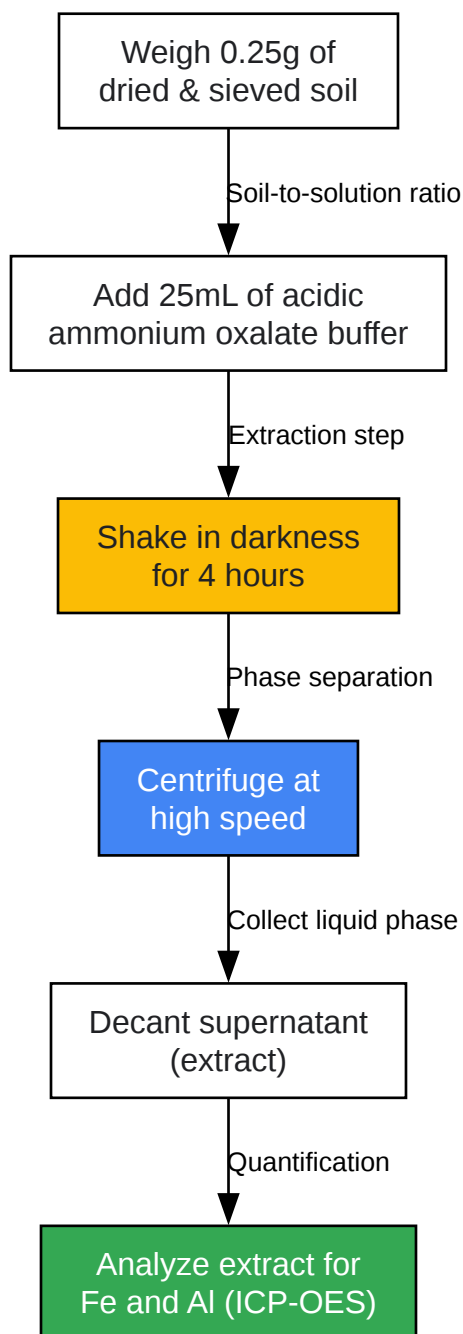 Weigh 0.25g of
dried & sieved soil
Soil-to-solution ratio
Add 25mL of acidic
ammonium oxalate buffer
Extraction step
Shake in darkness
for 4 hours
Phase separation
Centrifuge at
high speed
Collect liquid phase
Decant supernatant
(extract)
Quantification
Analyze extract for
Fe and Al (ICP-OES)